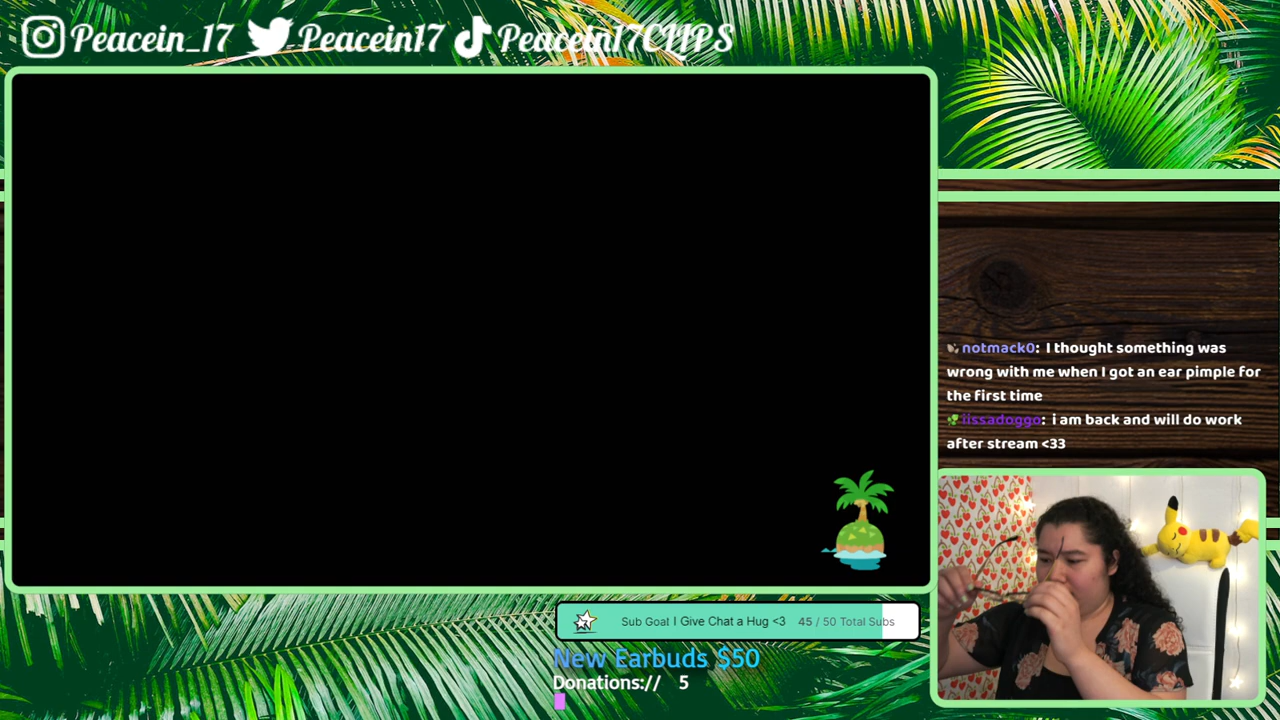 Peacein_17 Peacein17 Peacein17ClIPS
notmack0: I thought something was
wrong with me when I got an ear pimple for
the first time
iissadoggo: i am back and will do work
after stream <33
Sub Goal I Give Chat a Hug <3 45 / 50 Total Subs
New Earbuds $50
Donations:// 5